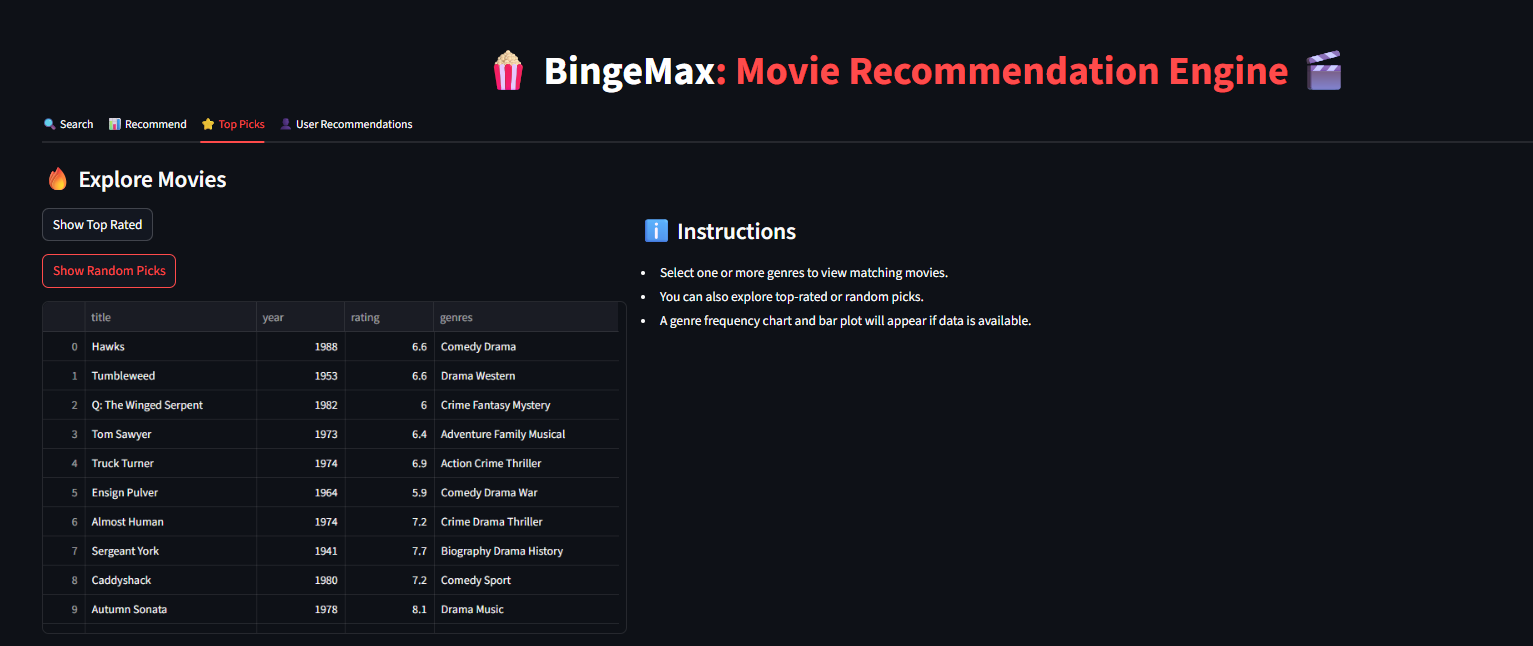 BingeMax: Movie Recommendation Engine
Search Recommend Top Picks User Recommendations
Explore Movies
Show Top Rated
Show Random Picks
title year rating genres
0 Hawks 1988 6.6 Comedy Drama
1 Tumbleweed 1953 6.6 Drama Western
2 Q: The Winged Serpent 1982 6 Crime Fantasy Mystery
3 Tom Sawyer 1973 6.4 Adventure Family Musical
4 Truck Turner 1974 6.9 Action Crime Thriller
5 Ensign Pulver 1964 5.9 Comedy Drama War
6 Almost Human 1974 7.2 Crime Drama Thriller
7 Sergeant York 1941 7.7 Biography Drama History
8 Caddyshack 1980 7.2 Comedy Sport
9 Autumn Sonata 1978 8.1 Drama Music
Instructions
Select one or more genres to view matching movies.
You can also explore top-rated or random picks.
A genre frequency chart and bar plot will appear if data is available.